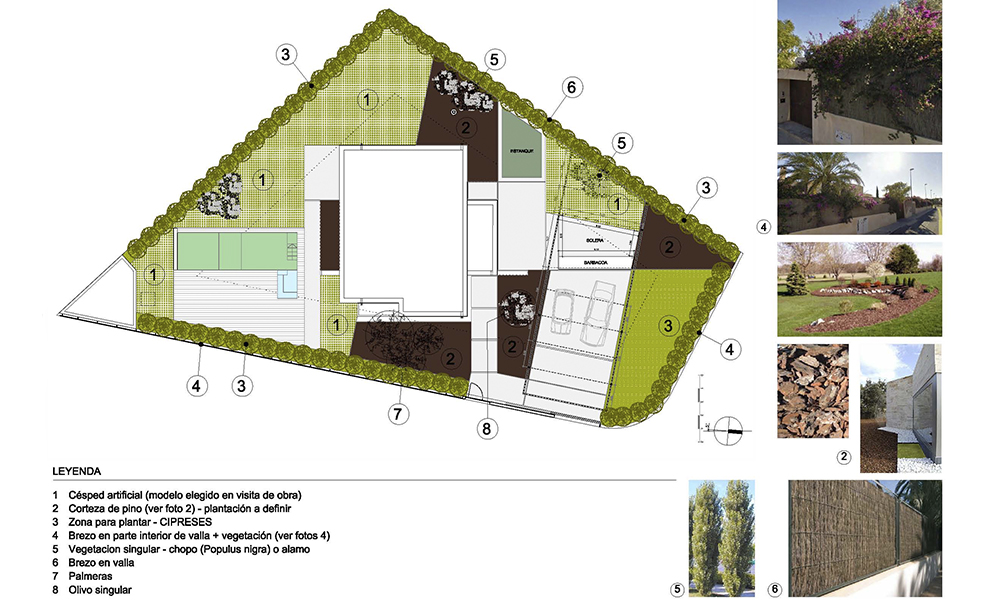 3
5
6
1
2
ESTANQUE
5
1
1
3
2
4
BOLERA
BARBACOA
1
1
3
2
2
4
4
3
7
8
2
5
6
LEYENDA
1 Césped artificial (modelo elegido en visita de obra)
2 Corteza de pino (ver foto 2) - plantación a definir
3 Zona para plantar - CIPRESES
4 Brezo en parte interior de valla + vegetación (ver fotos 4)
5 Vegetacion singular - chopo (Populus nigra) o alamo
6 Brezo en valla
7 Palmeras
8 Olivo singular